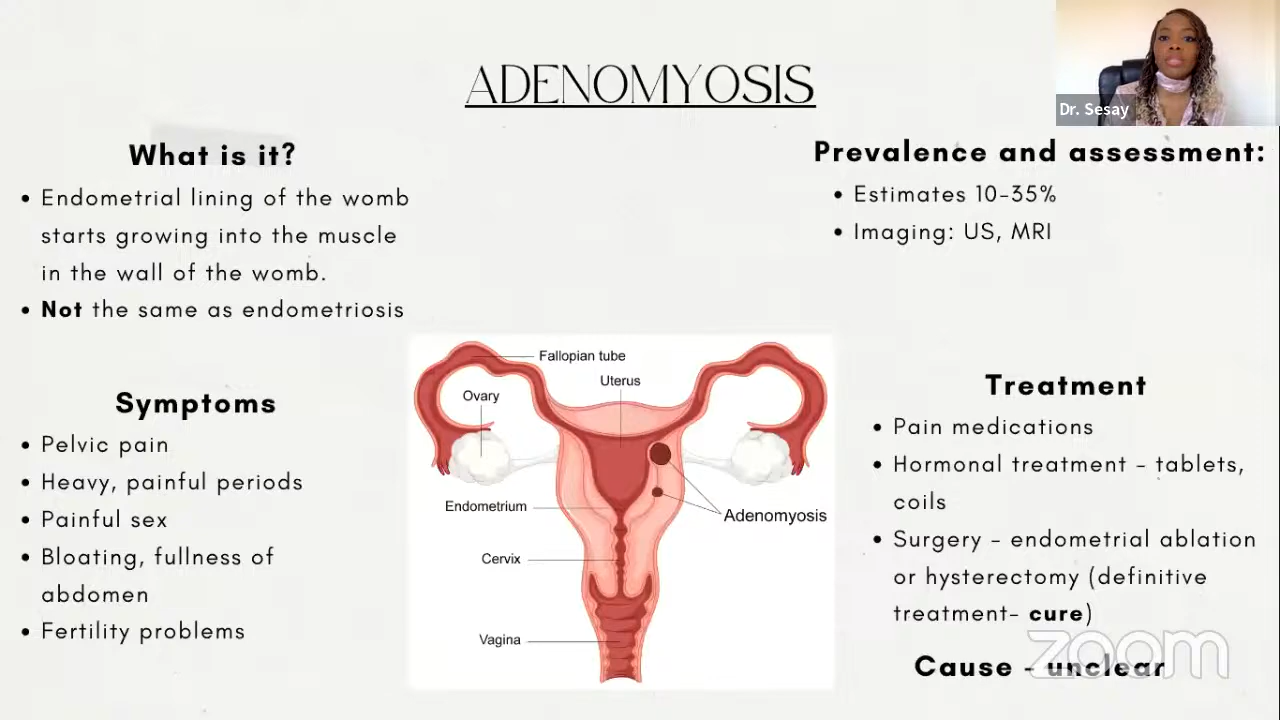 ADENOMYOSIS
Dr. Sesay
What is it?
• Endometrial lining of the womb
starts growing into the muscle
in the wall of the womb.
• Not the same as endometriosis
Symptoms
• Pelvic pain
• Heavy, painful periods
• Painful sex
• Bloating, fullness of
abdomen
• Fertility problems
Fallopian tube
Uterus
Ovary
Endometrium
Adenomyosis
Cervix
Vagina
Prevalence and assessment:
• Estimates 10-35%
• Imaging: US, MRI
Treatment
• Pain medications
• Hormonal treatment - tablets,
coils
• Surgery - endometrial ablation
or hysterectomy (definitive
treatment- cure)
Cause - unclear
zoom